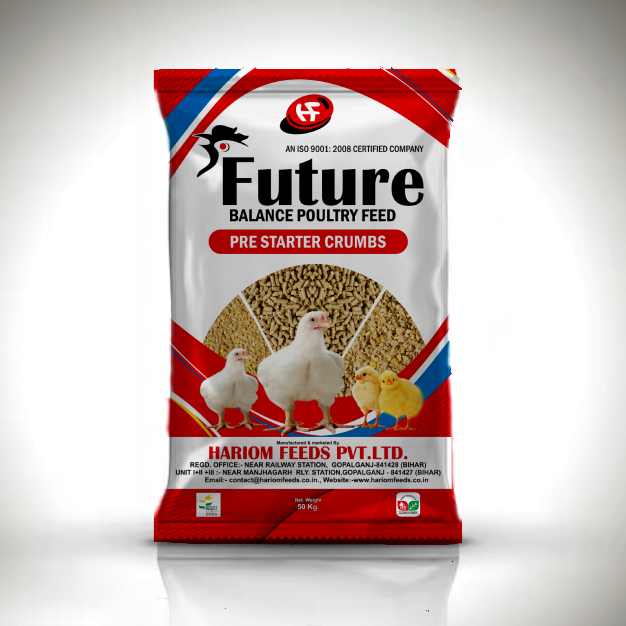 HF
AN ISO 9001: 2008 CERTIFIED COMPANY
Future
BALANCE POULTRY FEED
PRE STARTER CRUMBS
Manufactured & marketed By.
HARIOM FEEDS PVT.LTD.
REGD. OFFICE:- NEAR RAILWAY STATION, GOPALGANJ-841428 (BIHAR)
UNIT I+II +III :- NEAR MANJHAGARH RLY. STATION,GOPALGANJ - 841427 (BIHAR)
Email:- contact@hariomfeeds.co.in., Website:-www.hariomfeeds.co.in
Net. Weight
50 Kg.